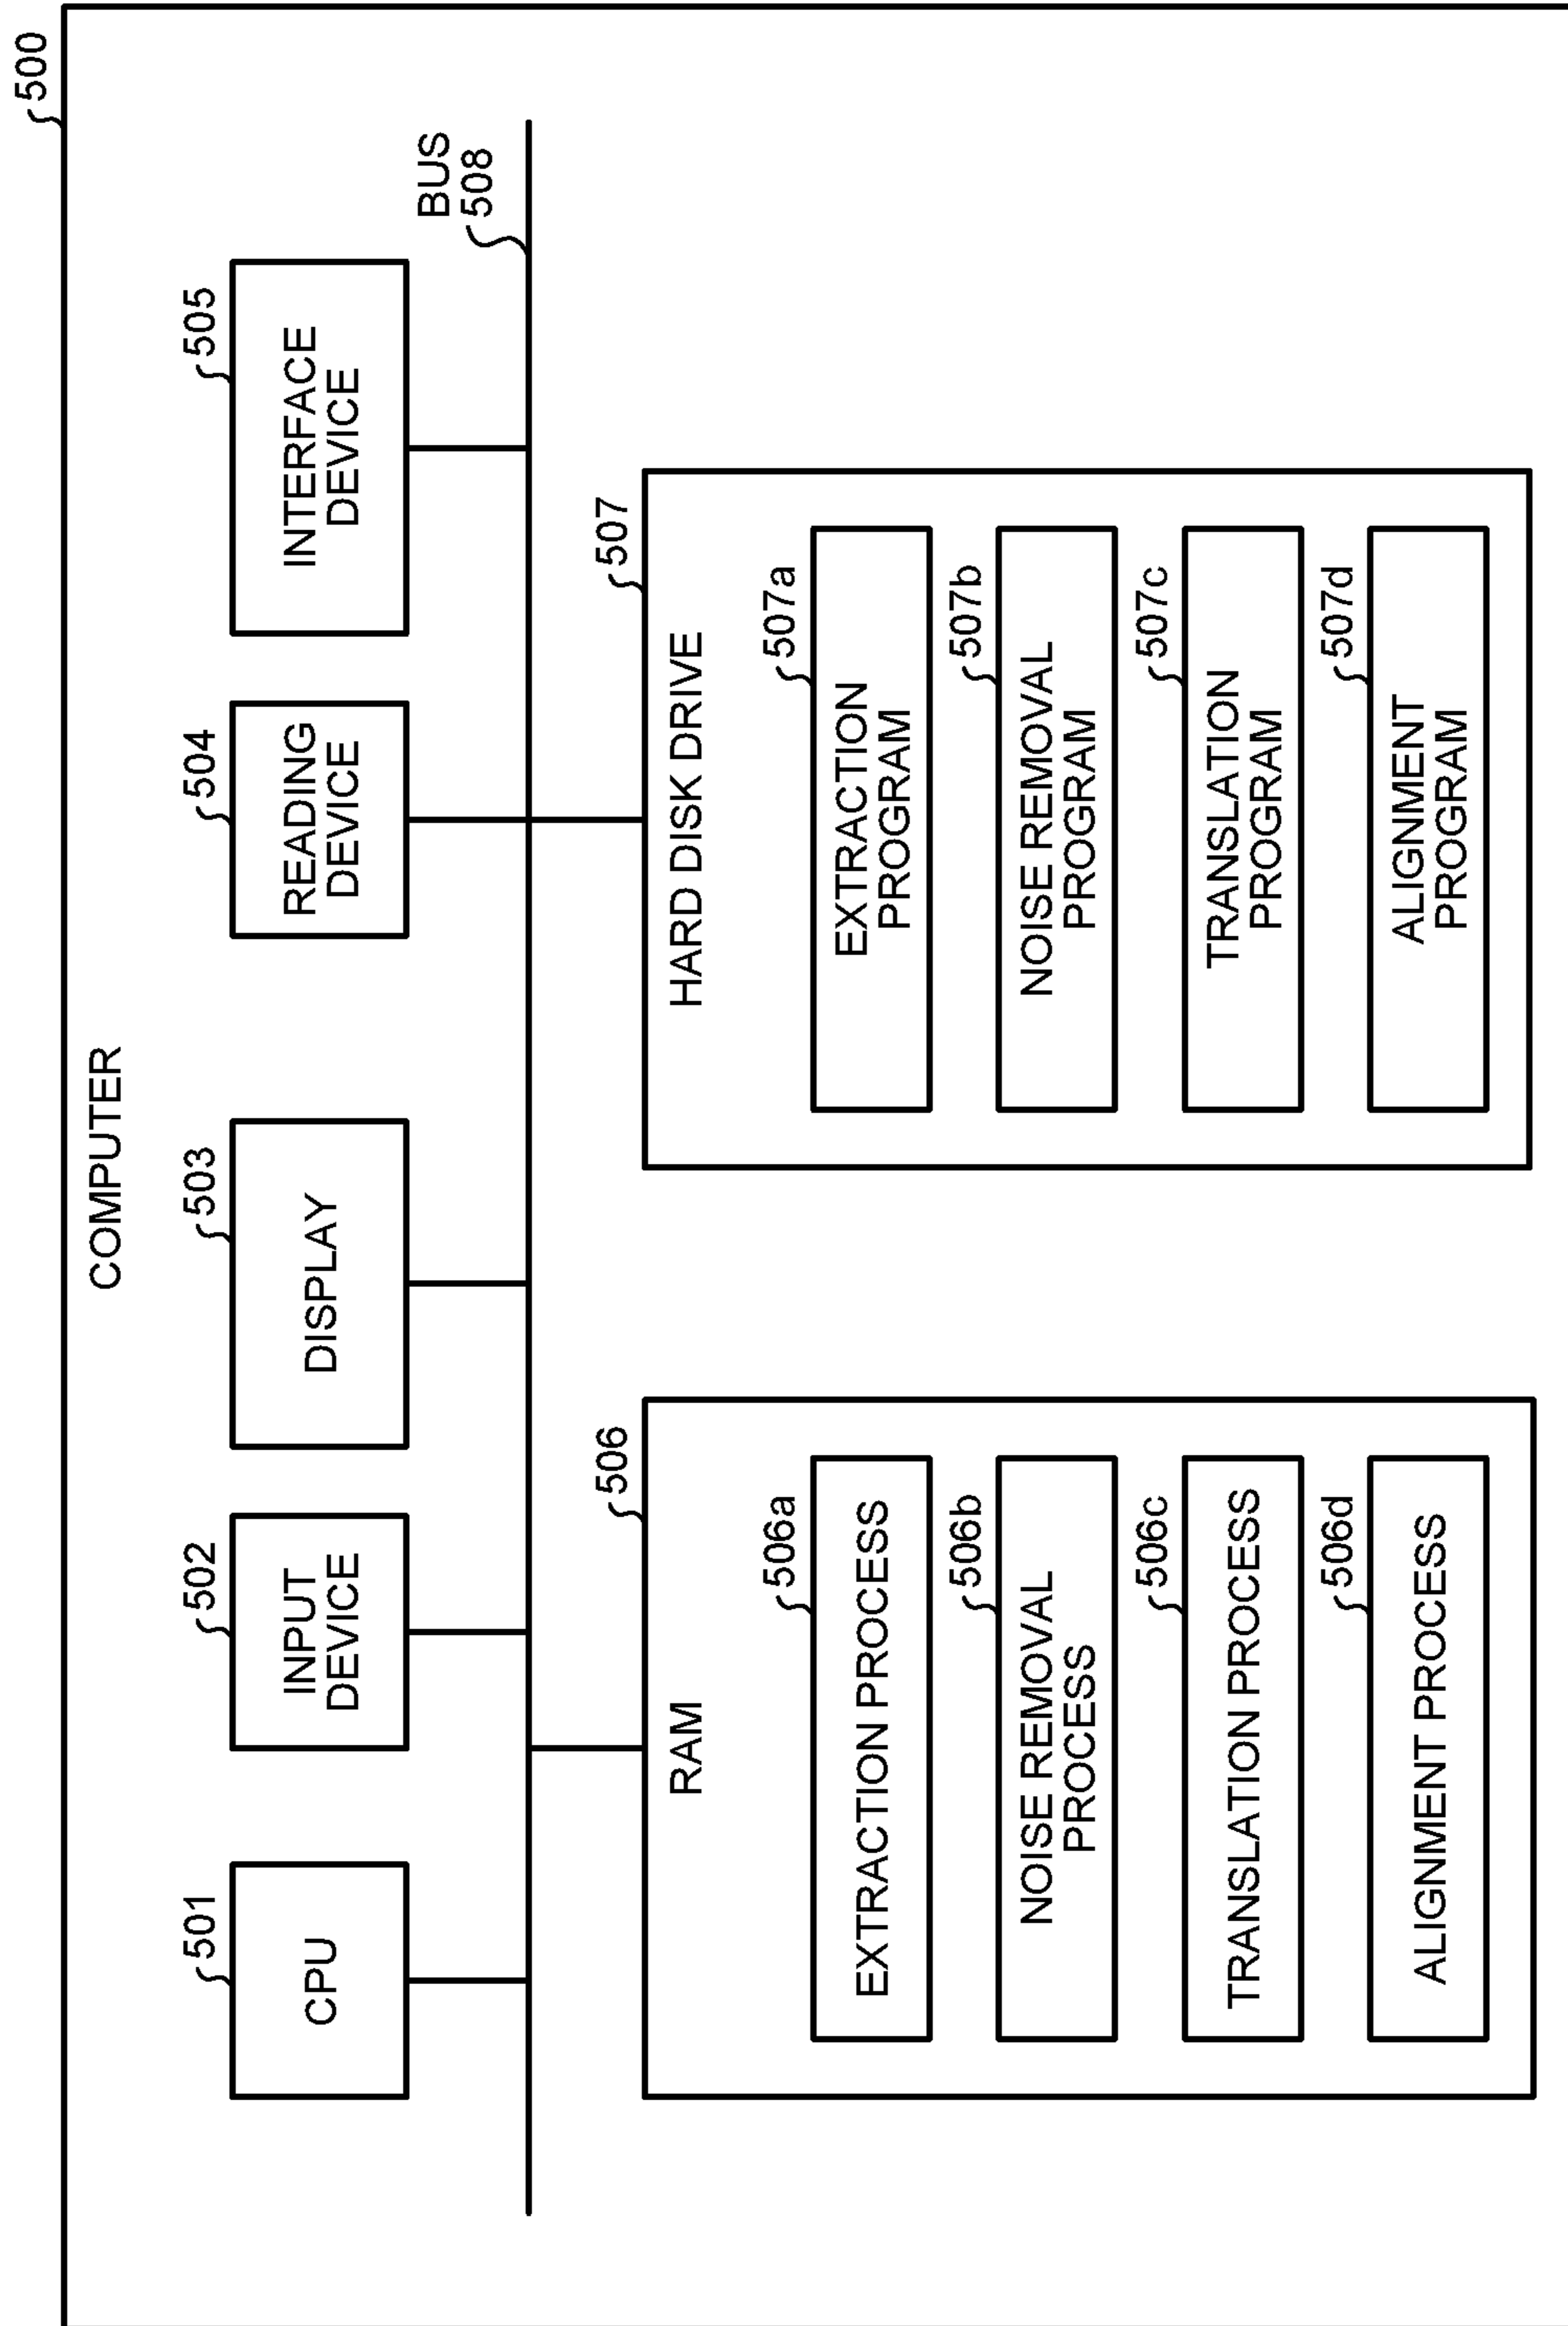 500
COMPUTER
501
CPU
502
INPUT
DEVICE
503
DISPLAY
504
READING
DEVICE
505
INTERFACE
DEVICE
BUS
508
506
RAM
506a
EXTRACTION PROCESS
506b
NOISE REMOVAL
PROCESS
506c
TRANSLATION PROCESS
506d
ALIGNMENT PROCESS
507
HARD DISK DRIVE
507a
EXTRACTION
PROGRAM
507b
NOISE REMOVAL
PROGRAM
507c
TRANSLATION
PROGRAM
507d
ALIGNMENT
PROGRAM